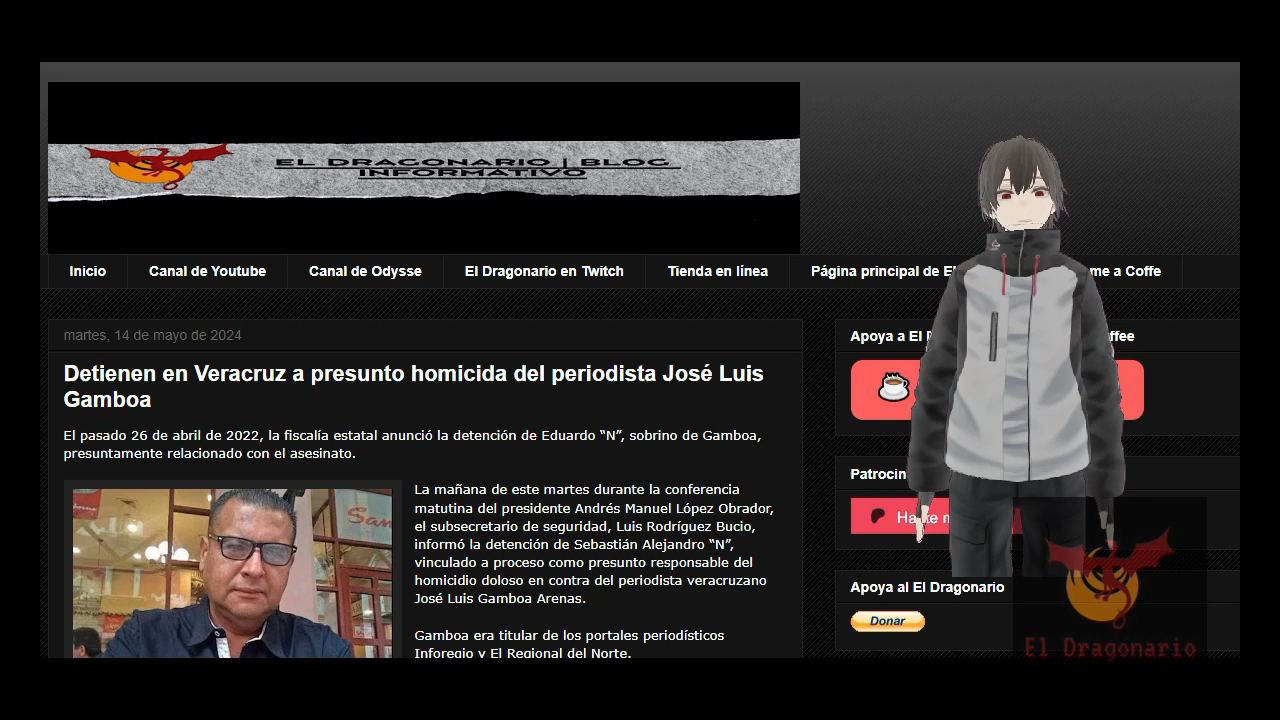 EL DRAGONARIO | BLOG
INFORMATIVO
Inicio
Canal de Youtube
Canal de Odysse
El Dragonario en Twitch
Tienda en línea
Página principal de
me a Coffe
martes, 14 de mayo de 2024
Detienen en Veracruz a presunto homicida del periodista José Luis
Gamboa
El pasado 26 de abril de 2022, la fiscalía estatal anunció la detención de Eduardo “N”, sobrino de Gamboa,
presuntamente relacionado con el asesinato.
La mañana de este martes durante la conferencia
matutina del presidente Andrés Manuel López Obrador,
el subsecretario de seguridad, Luis Rodríguez Bucio,
informó la detención de Sebastián Alejandro “N”,
vinculado a proceso como presunto responsable del
homicidio doloso en contra del periodista veracruzano
José Luis Gamboa Arenas.
Gamboa era titular de los portales periodísticos
Inforegio y El Regional del Norte.
Apoya a El
ffee
Patrocin
Apoya al El Dragonario
Donar
El Dragonario